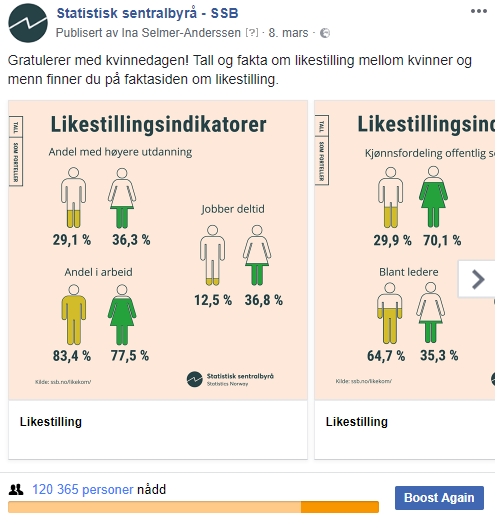 Statistisk sentralbyrå - SSB
Publisert av Ina Selmer-Anderssen [?] · 8. mars ·
Gratulerer med kvinnedagen! Tall og fakta om likestilling mellom kvinner og
menn finner du på faktasiden om likestilling.
TALL
SOM FORTELLER
Likestillingsindikatorer
Andel med høyere utdanning
29,1 %
36,3 %
Jobber deltid
12,5 %
36,8 %
Andel i arbeid
83,4 %
77,5 %
Kilde: ssb.no/likekom/
Statistisk sentralbyrå
Statistics Norway
Likestilling
TALL
SOM FORTELLER
Likestillingsind
Kjønnsfordeling offentlig se
29,9 %
70,1 %
Blant ledere
64,7 %
35,3 %
Kilde: ssb.no/likekom/
Likestilling
120 365 personer nådd
Boost Again